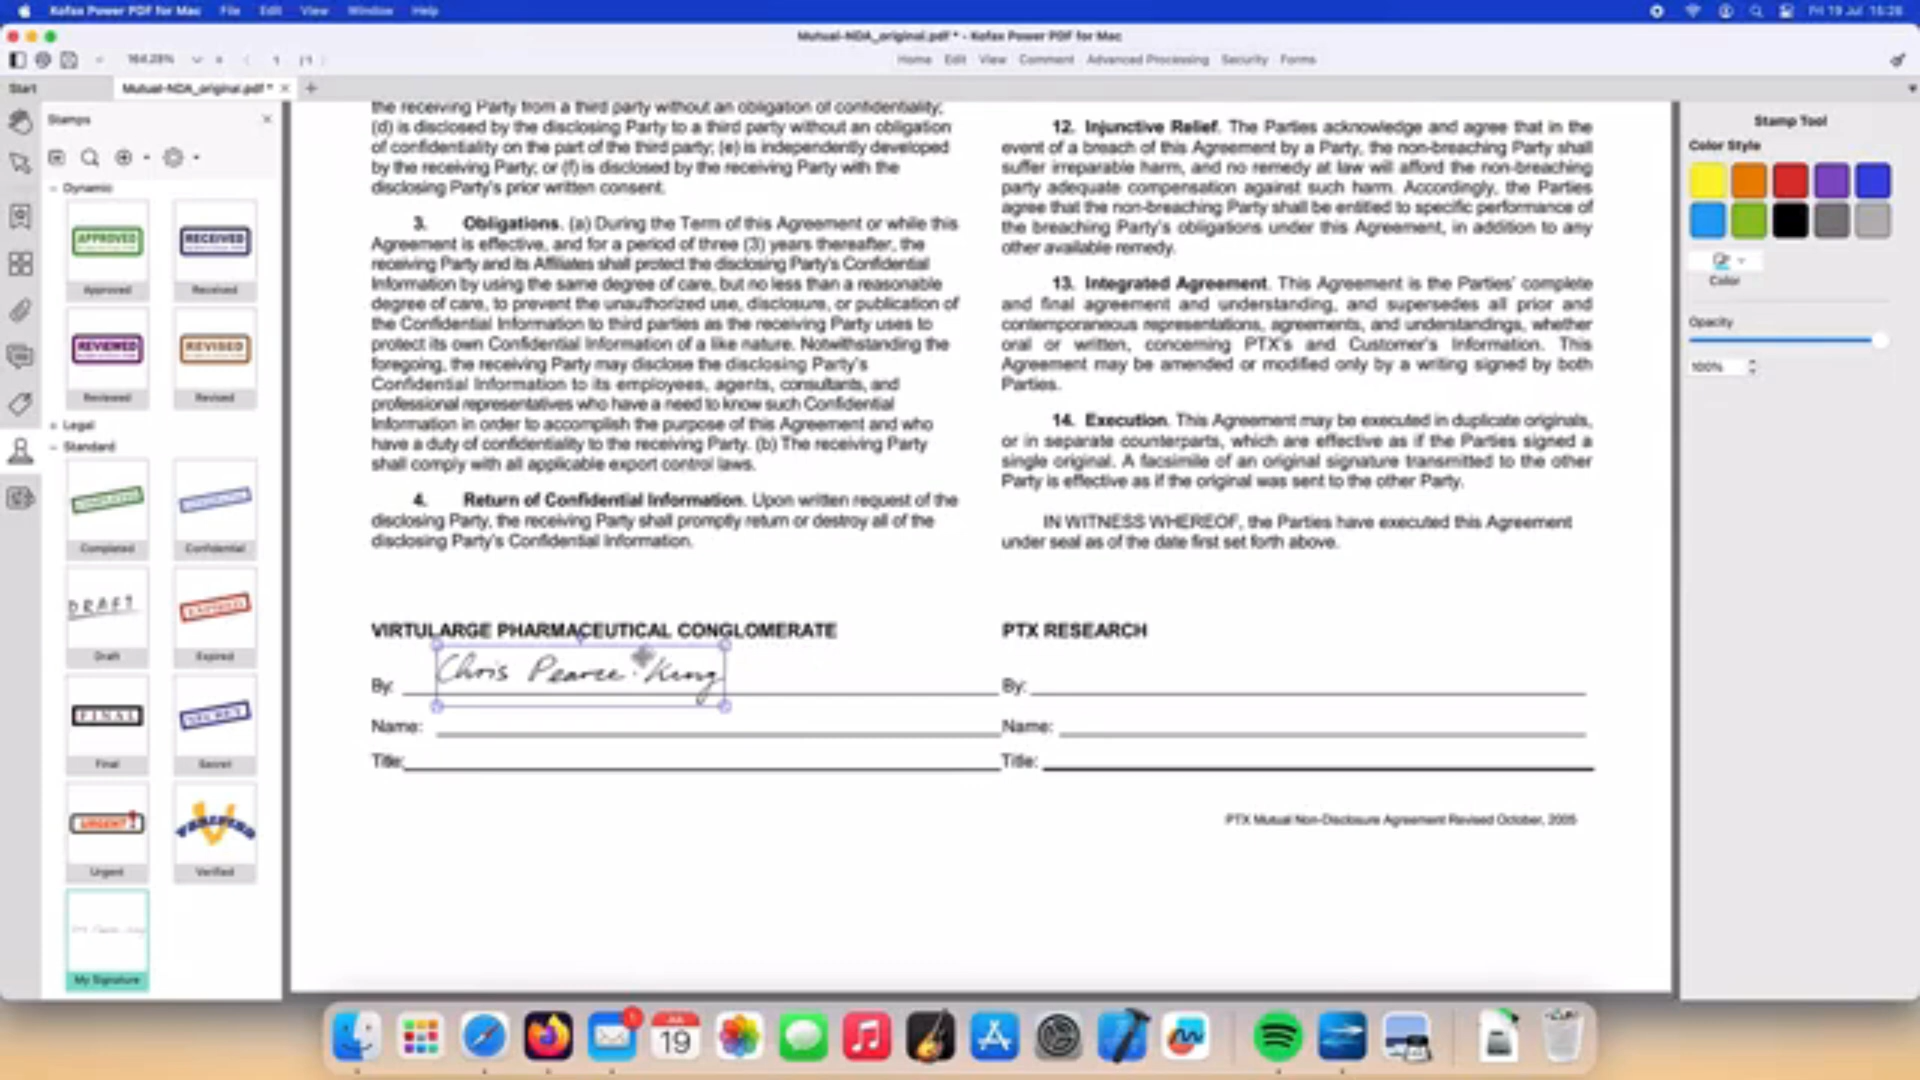 Kofax Power PDF for Mac File Edit View Window Help
Fri 19 Jul 15:26
Mutual-NDA_original.pdf * - Kofax Power PDF for Mac
164.25%
1
Home Edit View Comment Advanced Processing Security Forms
Start
Mutual-NDA_original.pdf *
Stamps
Dynamic
APPROVED
RECEIVED
Approved
Received
REVIEWED
REVISED
Reviewed
Revised
Legal
Standard
COMPLETED
CONFIDENTIAL
Completed
Confidential
DRAFT
EXPIRED
Draft
Expired
FINAL
SECRET
Final
Secret
URGENT!
VERIFIED
Urgent
Verified
My Signature
the receiving Party from a third party without an obligation of confidentiality;
(d) is disclosed by the disclosing Party to a third party without an obligation
of confidentiality on the part of the third party; (e) is independently developed
by the receiving Party; or (f) is disclosed by the receiving Party with the
disclosing Party's prior written consent.
3. Obligations. (a) During the Term of this Agreement or while this
Agreement is effective, and for a period of three (3) years thereafter, the
receiving Party and its Affiliates shall protect the disclosing Party's Confidential
Information by using the same degree of care, but no less than a reasonable
degree of care, to prevent the unauthorized use, disclosure, or publication of
the Confidential Information to third parties as the receiving Party uses to
protect its own Confidential Information of a like nature. Notwithstanding the
foregoing, the receiving Party may disclose the disclosing Party's
Confidential Information to its employees, agents, consultants, and
professional representatives who have a need to know such Confidential
Information in order to accomplish the purpose of this Agreement and who
have a duty of confidentiality to the receiving Party. (b) The receiving Party
shall comply with all applicable export control laws.
4. Return of Confidential Information. Upon written request of the
disclosing Party, the receiving Party shall promptly return or destroy all of the
disclosing Party's Confidential Information.
12. Injunctive Relief. The Parties acknowledge and agree that in the
event of a breach of this Agreement by a Party, the non-breaching Party shall
suffer irreparable harm, and no remedy at law will afford the non-breaching
party adequate compensation against such harm. Accordingly, the Parties
agree that the non-breaching Party shall be entitled to specific performance of
the breaching Party's obligations under this Agreement, in addition to any
other available remedy.
13. Integrated Agreement. This Agreement is the Parties' complete
and final agreement and understanding, and supersedes all prior and
contemporaneous representations, agreements, and understandings, whether
oral or written, concerning PTX's and Customer's Information. This
Agreement may be amended or modified only by a writing signed by both
Parties.
14. Execution. This Agreement may be executed in duplicate originals,
or in separate counterparts, which are effective as if the Parties signed a
single original. A facsimile of an original signature transmitted to the other
Party is effective as if the original was sent to the other Party.
IN WITNESS WHEREOF, the Parties have executed this Agreement
under seal as of the date first set forth above.
VIRTULARGE PHARMACEUTICAL CONGLOMERATE
Chris Pearce-King
By:
Name:
Title:
PTX RESEARCH
By:
Name:
Title:
PTX Mutual Non-Disclosure Agreement Revised October, 2005
Stamp Tool
Color Style
Color
Opacity
100%
1
JUL
19